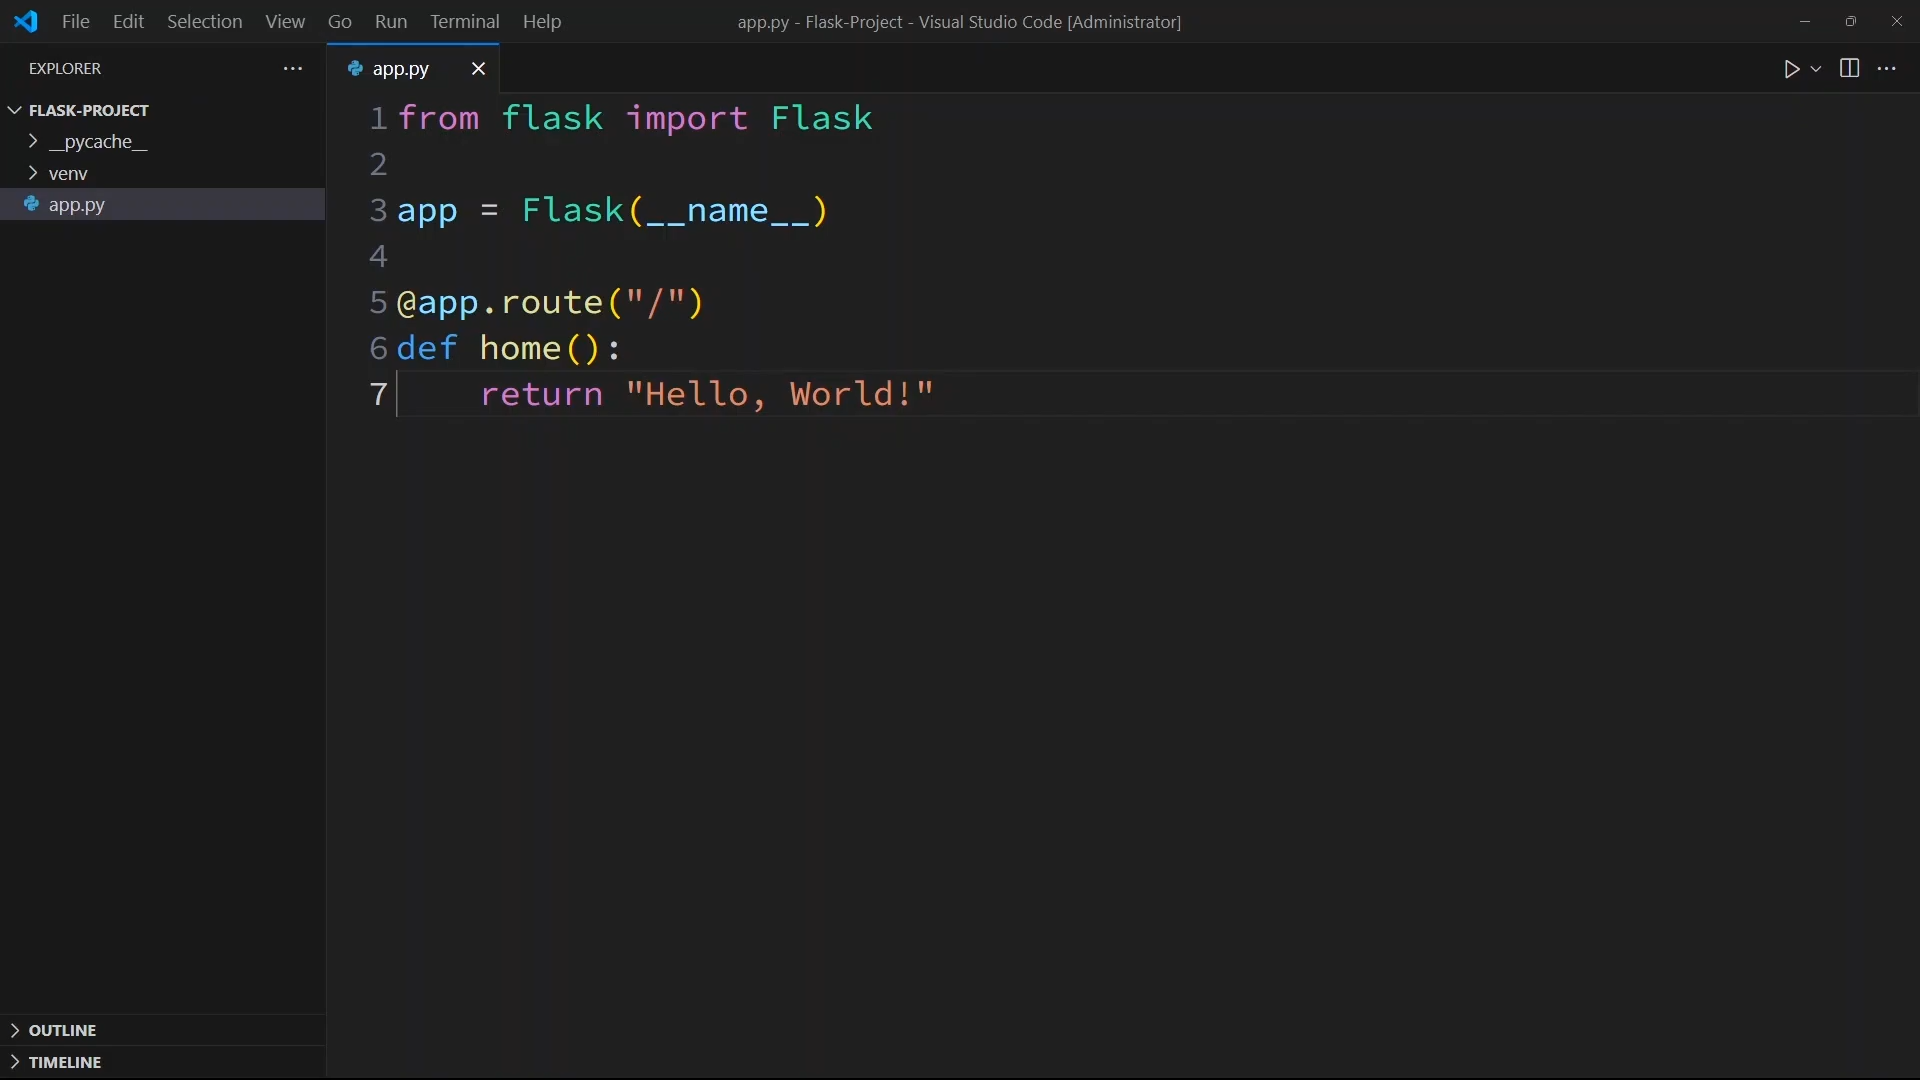 File Edit Selection View Go Run Terminal Help
app.py - Flask-Project - Visual Studio Code [Administrator]
EXPLORER
app.py
FLASK-PROJECT
__pycache__
venv
app.py
1 from flask import Flask
2
3 app = Flask(__name__)
4
5 @app.route("/")
6 def home():
7     return "Hello, World!"
OUTLINE
TIMELINE